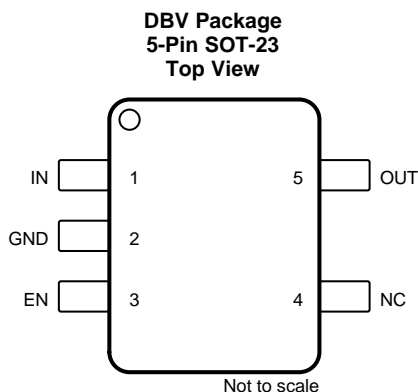 DBV Package
5-Pin SOT-23
Top View
IN 1 5 OUT
GND 2
EN 3 4 NC
Not to scale